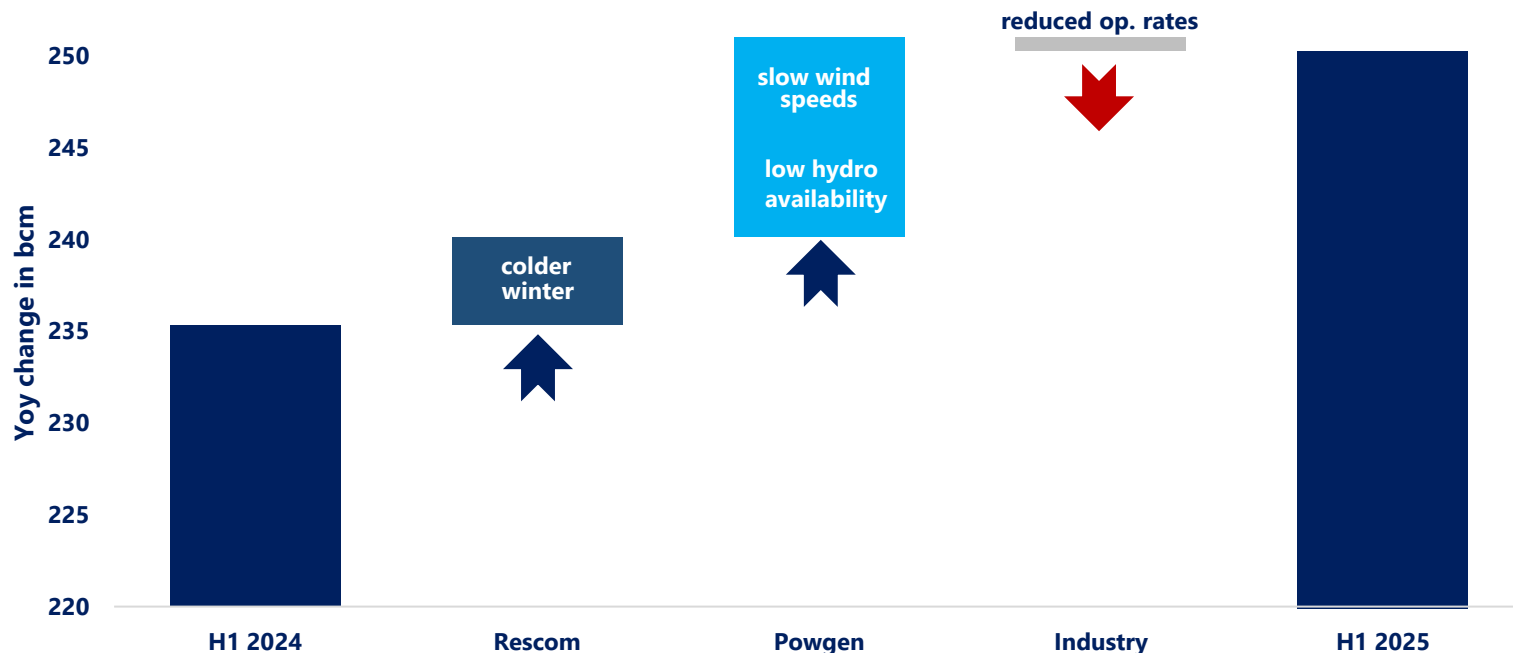 Yoy change in bcm
250
245
240
235
230
225
220
colder
winter
slow wind
speeds
low hydro
availability
reduced op. rates
H1 2024
Rescom
Powgen
Industry
H1 2025